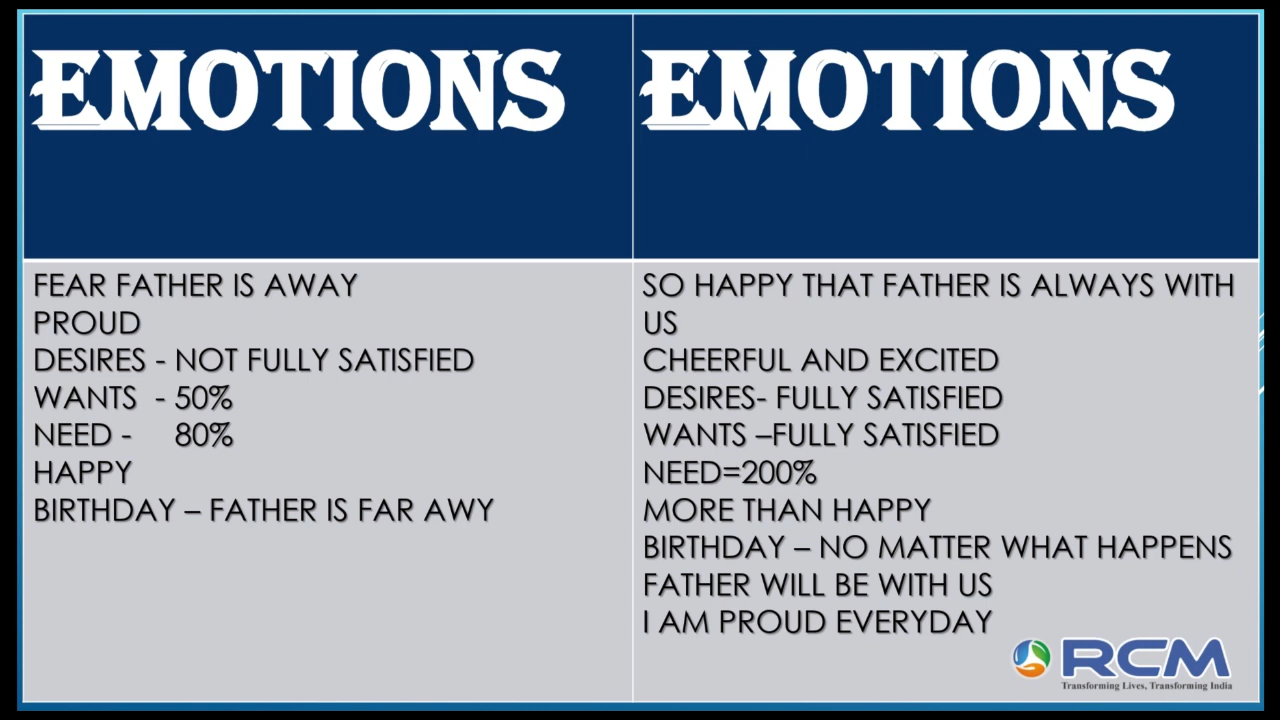 EMOTIONS
FEAR FATHER IS AWAY
PROUD
DESIRES - NOT FULLY SATISFIED
WANTS - 50%
NEED - 80%
HAPPY
BIRTHDAY – FATHER IS FAR AWY
EMOTIONS
SO HAPPY THAT FATHER IS ALWAYS WITH
US
CHEERFUL AND EXCITED
DESIRES- FULLY SATISFIED
WANTS –FULLY SATISFIED
NEED=200%
MORE THAN HAPPY
BIRTHDAY – NO MATTER WHAT HAPPENS
FATHER WILL BE WITH US
I AM PROUD EVERYDAY
RCM
Transforming Lives, Transforming India